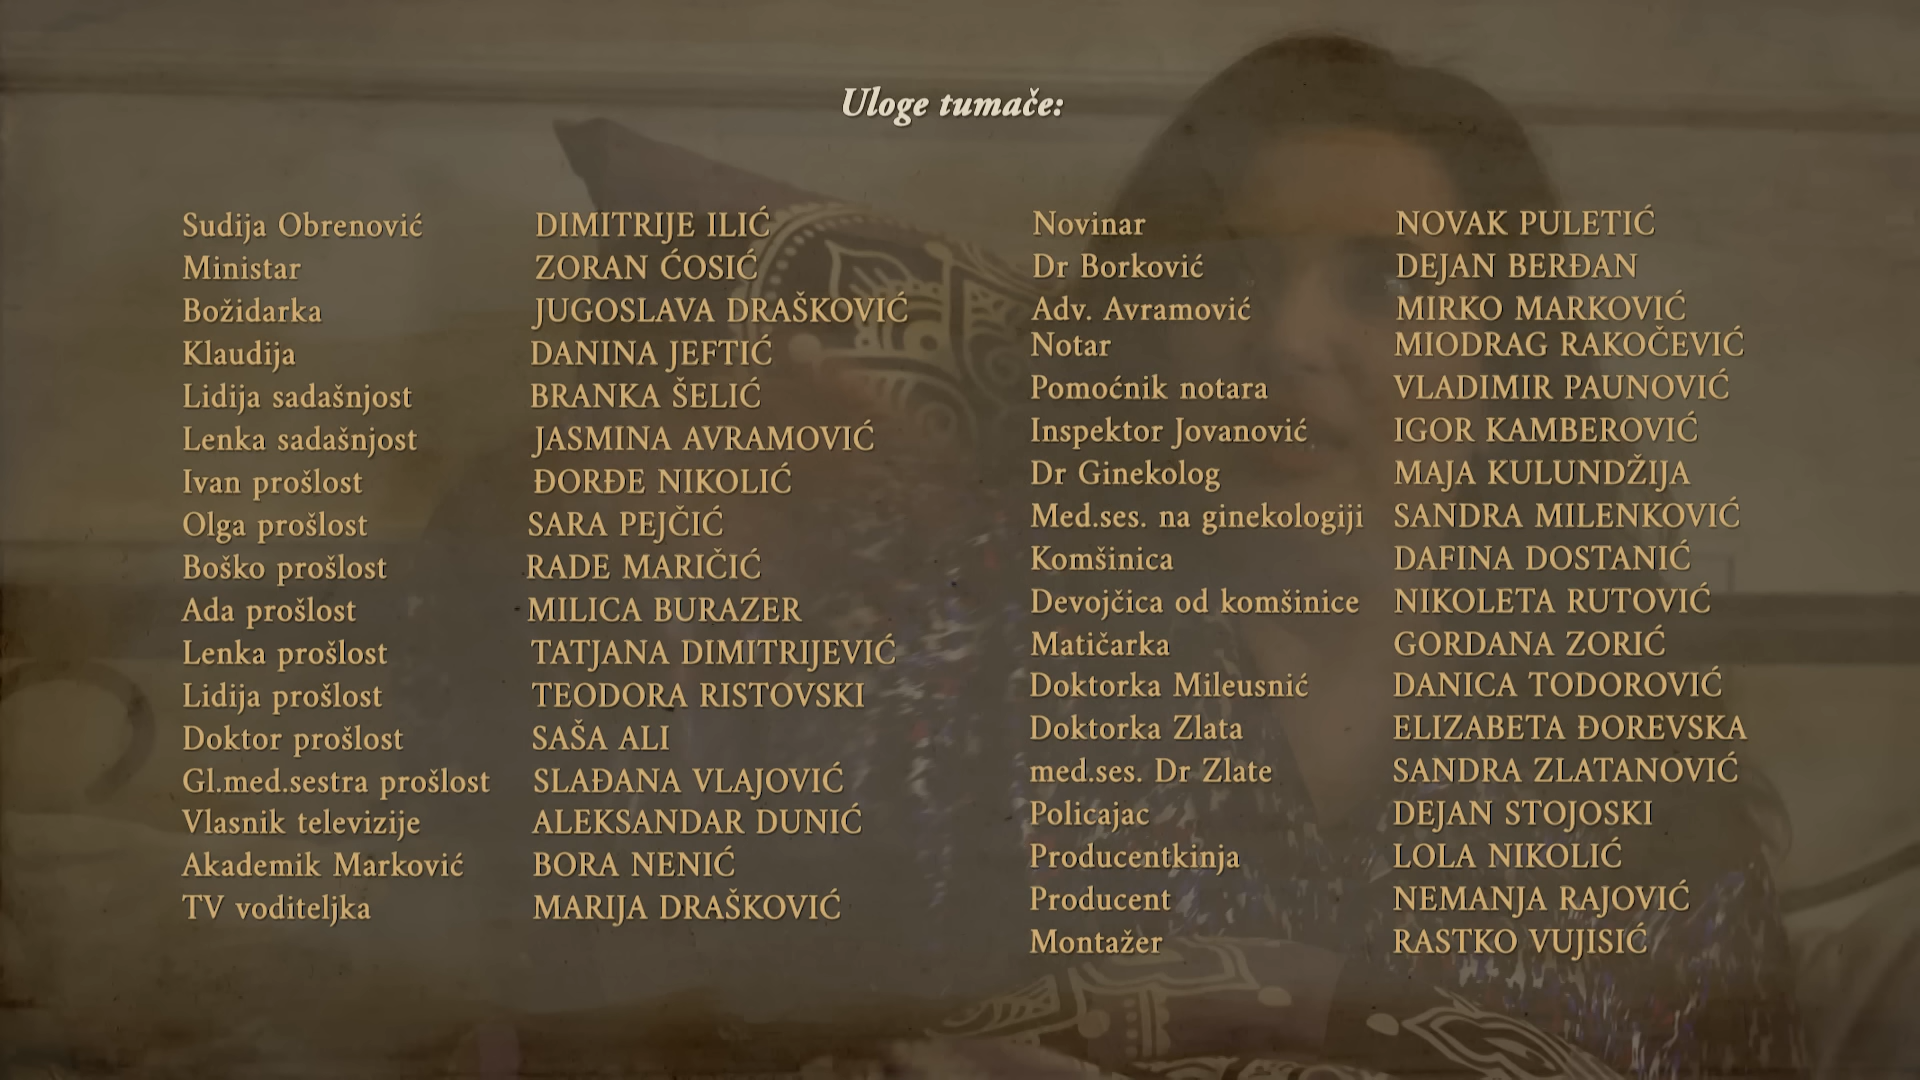 Uloge tumače:
Sudija Obrenović DIMITRIJE ILIĆ
Ministar ZORAN ĆOSIĆ
Božidarka JUGOSLAVA DRAŠKOVIĆ
Klaudija DANINA JEFTIĆ
Lidija sadašnjost BRANKA ŠELIĆ
Lenka sadašnjost JASMINA AVRAMOVIĆ
Ivan prošlost ĐORĐE NIKOLIĆ
Olga prošlost SARA PEJČIĆ
Boško prošlost RADE MARIČIĆ
Ada prošlost MILICA BURAZER
Lenka prošlost TATJANA DIMITRIJEVIĆ
Lidija prošlost TEODORA RISTOVSKI
Doktor prošlost SAŠA ALI
Gl.med.sestra prošlost SLAĐANA VLAJOVIĆ
Vlasnik televizije ALEKSANDAR DUNIĆ
Akademik Marković BORA NENIĆ
TV voditeljka MARIJA DRAŠKOVIĆ
Novinar NOVAK PULETIĆ
Dr Borković DEJAN BERĐAN
Adv. Avramović MIRKO MARKOVIĆ
Notar MIODRAG RAKOČEVIĆ
Pomoćnik notara VLADIMIR PAUNOVIĆ
Inspektor Jovanović IGOR KAMBEROVIĆ
Dr Ginekolog MAJA KULUNDŽIJA
Med.ses. na ginekologiji SANDRA MILENKOVIĆ
Komšinica DAFINA DOSTANIĆ
Devojčica od komšinice NIKOLETA RUTOVIĆ
Matičarka GORDANA ZORIĆ
Doktorka Mileusnić DANICA TODOROVIĆ
Doktorka Zlata ELIZABETA ĐOREVSKA
med.ses. Dr Zlate SANDRA ZLATANOVIĆ
Policajac DEJAN STOJOSKI
Producentkinja LOLA NIKOLIĆ
Producent NEMANJA RAJOVIĆ
Montažer RASTKO VUJISIĆ